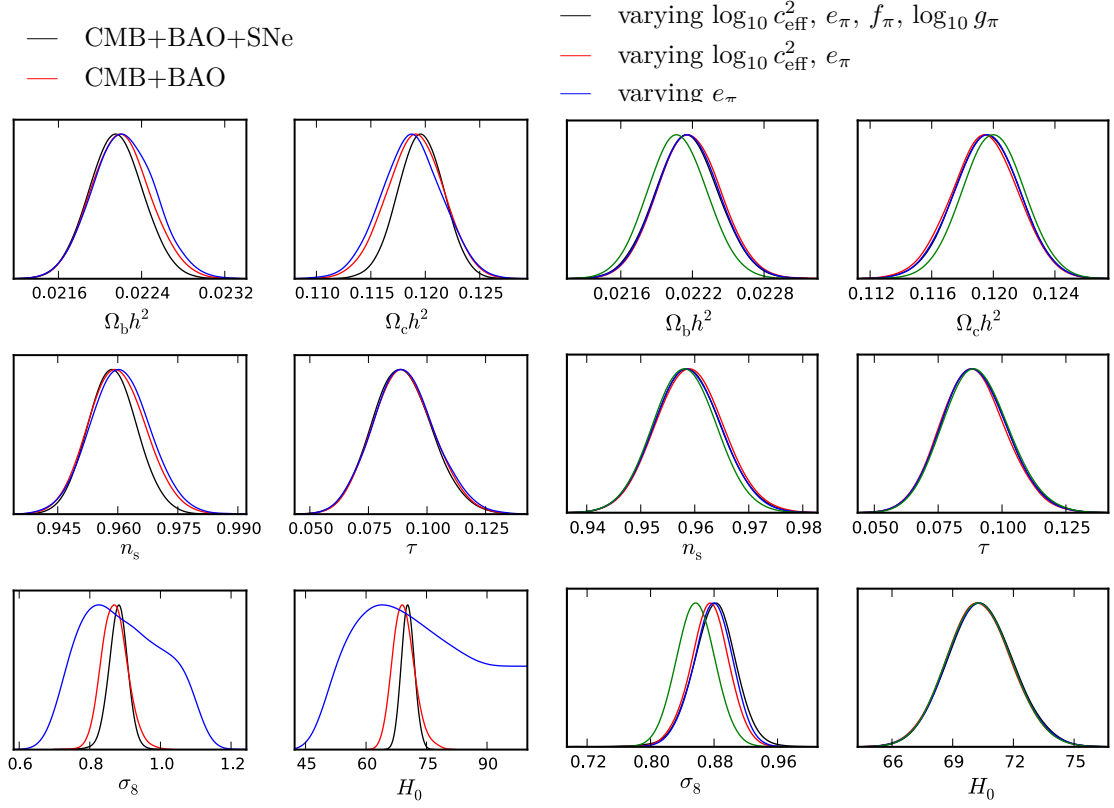 CMB+BAO+SNe
CMB+BAO
varying log₁₀ c²_eff, e_π, f_π, log₁₀ g_π
varying log₁₀ c²_eff, e_π
varying e_π
0.0216 0.0224 0.0232
Ω_b h²
0.110 0.115 0.120 0.125
Ω_c h²
0.0216 0.0222 0.0228
Ω_b h²
0.112 0.116 0.120 0.124
Ω_c h²
0.945 0.960 0.975 0.990
n_s
0.050 0.075 0.100 0.125
τ
0.94 0.95 0.96 0.97 0.98
n_s
0.050 0.075 0.100 0.125
τ
0.6 0.8 1.0 1.2
σ₈
45 60 75 90
H₀
0.72 0.80 0.88 0.96
σ₈
66 69 72 75
H₀